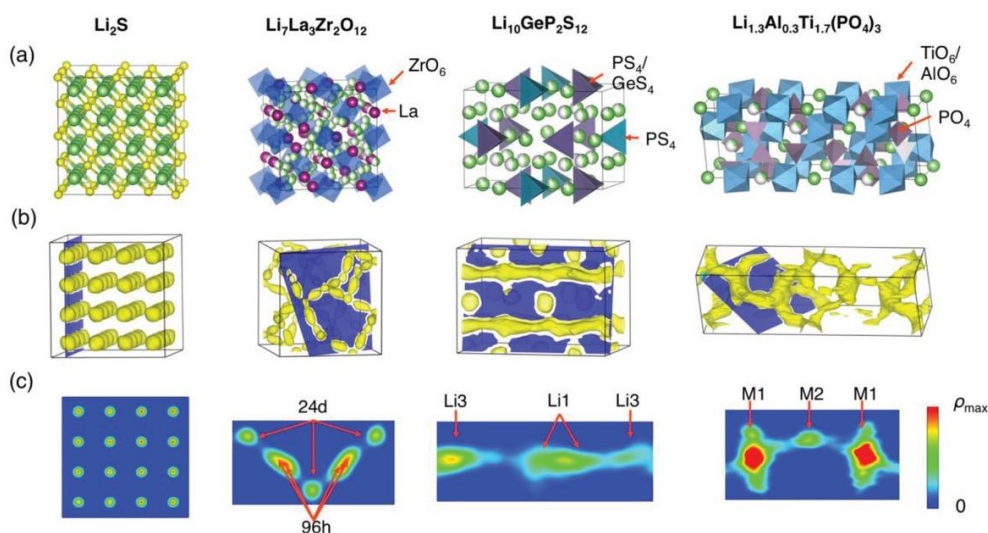 Li₂S
Li₇La₃Zr₂O₁₂
Li₁₀GeP₂S₁₂
Li₁.₃Al₀.₃Ti₁.₇(PO₄)₃
(a)
ZrO₆
La
PS₄/
GeS₄
PS₄
TiO₆/
AlO₆
PO₄
(b)
(c)
24d
96h
Li3
Li1
Li3
M1
M2
M1
ρmax
0